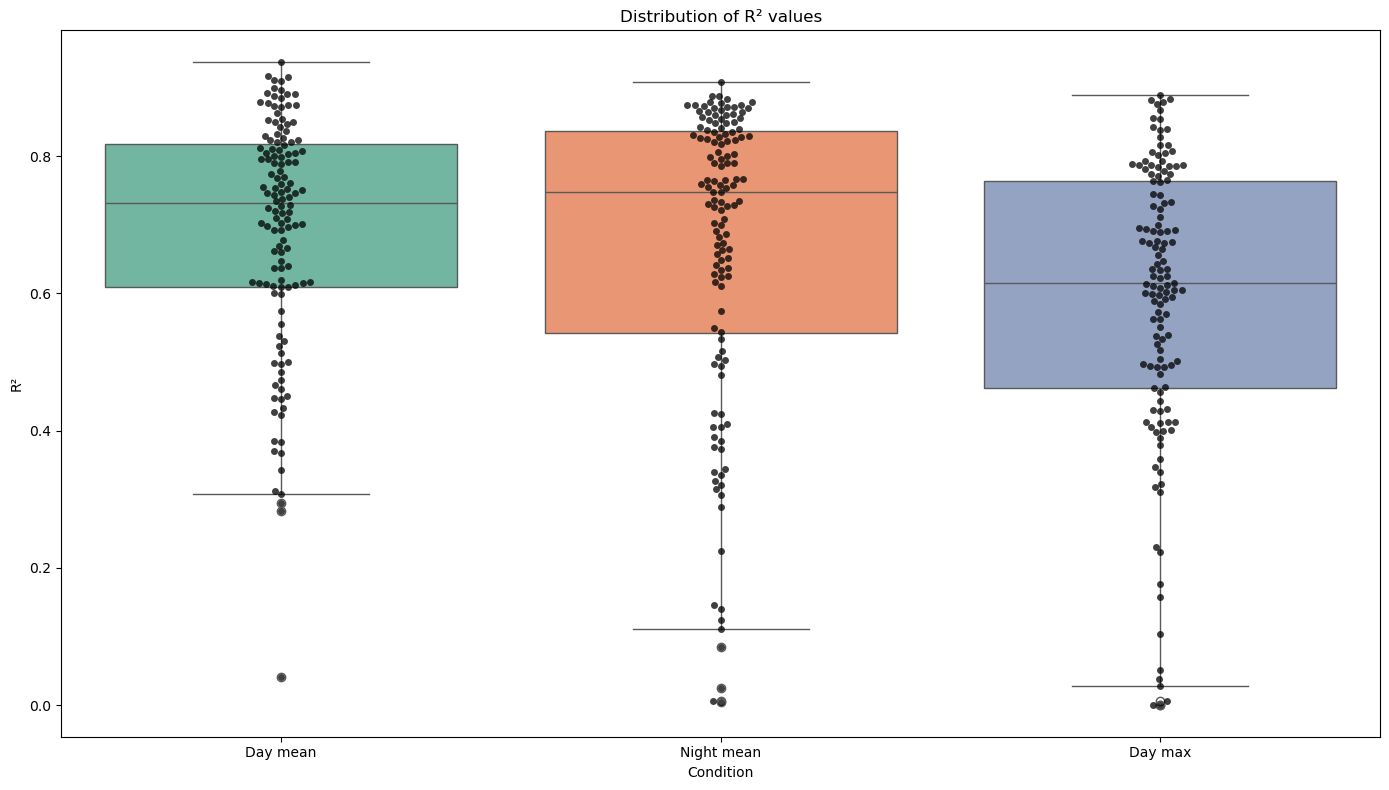 Distribution of R² values
R²
0.8
0.6
0.4
0.2
0.0
Day mean
Night mean
Day max
Condition